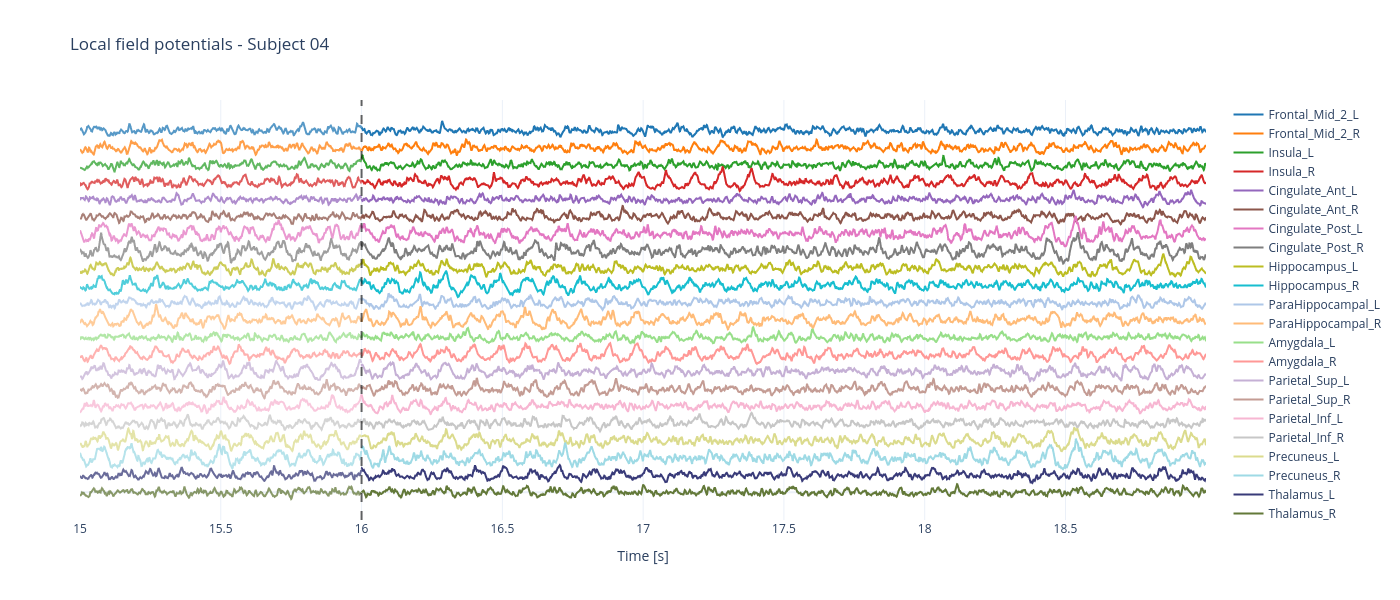 Local field potentials - Subject 04
Frontal_Mid_2_L
Frontal_Mid_2_R
Insula_L
Insula_R
Cingulate_Ant_L
Cingulate_Ant_R
Cingulate_Post_L
Cingulate_Post_R
Hippocampus_L
Hippocampus_R
ParaHippocampal_L
ParaHippocampal_R
Amygdala_L
Amygdala_R
Parietal_Sup_L
Parietal_Sup_R
Parietal_Inf_L
Parietal_Inf_R
Precuneus_L
Precuneus_R
Thalamus_L
Thalamus_R
15 15.5 16 16.5 17 17.5 18 18.5
Time [s]